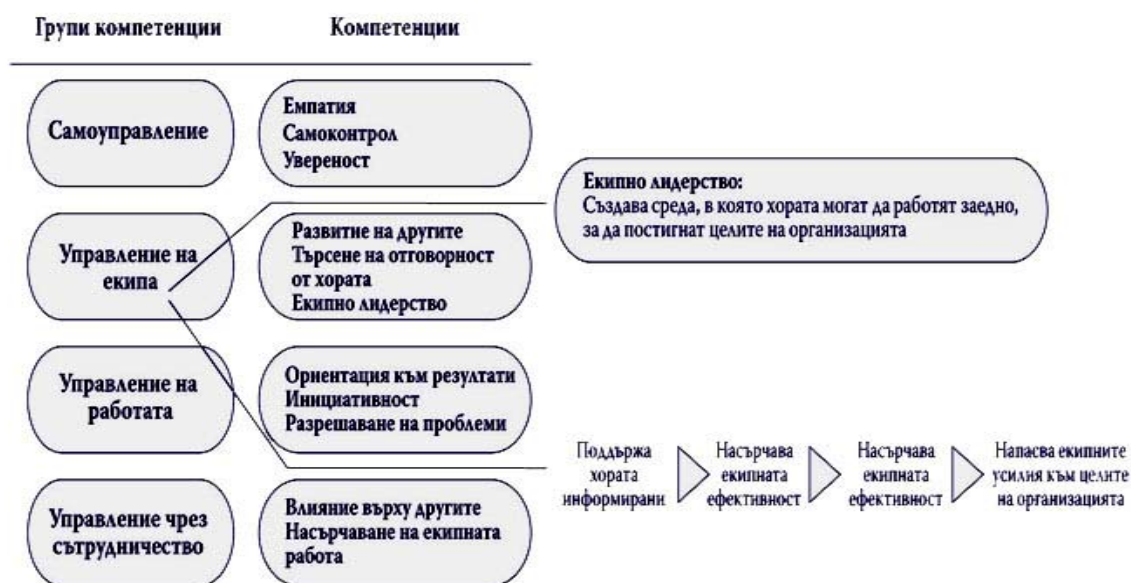 Групи компетенции
Компетенции
Самоуправление
Емпатия
Самоконтрол
Увереност
Екипно лидерство:
Създава среда, в която хората могат да работят заедно,
за да постигнат целите на организацията
Управление на
екипа
Развитие на другите
Търсене на отговорност
от хората
Екипно лидерство
Управление на
работата
Ориентация към резултати
Инициативност
Разрешаване на проблеми
Поддържа
хората
информирани
Насърчава
екипната
ефективност
Насърчава
екипната
ефективност
Напасва екипните
усилия към целите
на организацията
Управление чрез
сътрудничество
Влияние върху другите
Насърчаване на екипната
работа